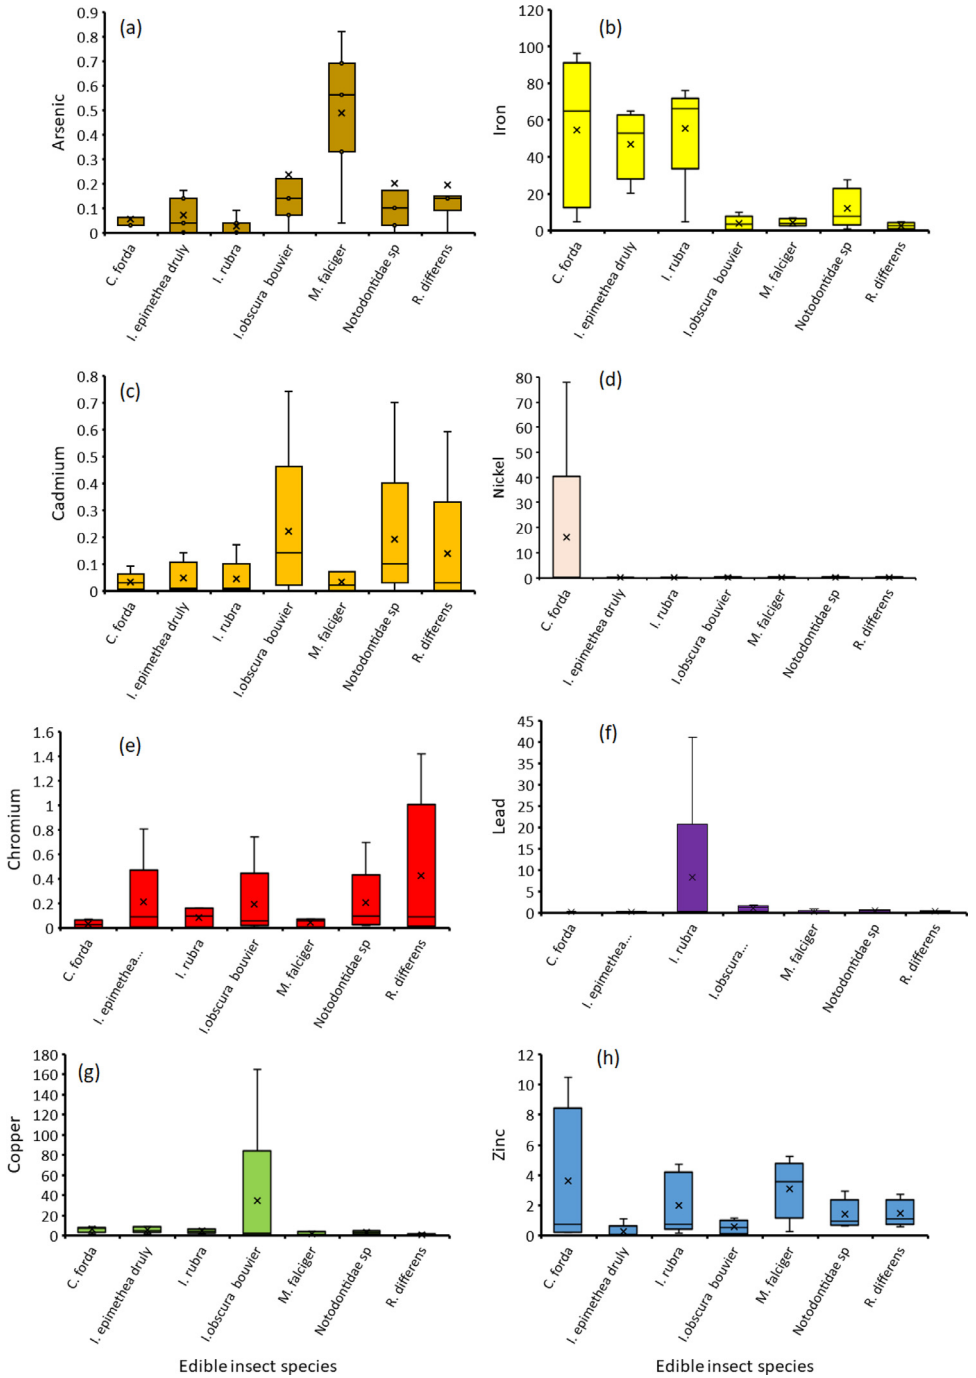 (a)
Arsenic
0.9
0.8
0.7
0.6
0.5
0.4
0.3
0.2
0.1
0
C. forda
I. epimethea druly
I. rubra
I.obscura bouvier
M. falciger
Notodontidae sp
R. differens
(b)
Iron
120
100
80
60
40
20
0
C. forda
I. epimethea druly
I. rubra
I.obscura bouvier
M. falciger
Notodontidae sp
R. differens
(c)
Cadmium
0.8
0.7
0.6
0.5
0.4
0.3
0.2
0.1
0
C. forda
I. epimethea druly
I. rubra
I.obscura bouvier
M. falciger
Notodontidae sp
R. differens
(d)
Nickel
80
70
60
50
40
30
20
10
0
C. forda
I. epimethea druly
I. rubra
I.obscura bouvier
M. falciger
Notodontidae sp
R. differens
(e)
Chromium
1.6
1.4
1.2
1
0.8
0.6
0.4
0.2
0
C. forda
I. epimethea...
I. rubra
I.obscura bouvier
M. falciger
Notodontidae sp
R. differens
(f)
Lead
45
40
35
30
25
20
15
10
5
0
C. forda
I. epimethea...
I. rubra
I.obscura...
M. falciger
Notodontidae sp
R. differens
(g)
Copper
180
160
140
120
100
80
60
40
20
0
C. forda
I. epimethea druly
I. rubra
I.obscura bouvier
M. falciger
Notodontidae sp
R. differens
Edible insect species
(h)
Zinc
12
10
8
6
4
2
0
C. forda
I. epimethea druly
I. rubra
I.obscura bouvier
M. falciger
Notodontidae sp
R. differens
Edible insect species